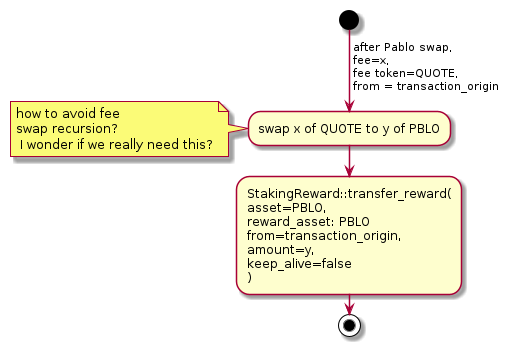 after Pablo swap,
fee=x,
fee token=QUOTE,
from = transaction_origin
how to avoid fee
swap recursion?
I wonder if we really need this?
swap x of QUOTE to y of PBLO
StakingReward::transfer_reward(
asset=PBLO,
reward_asset: PBLO
from=transaction_origin,
amount=y,
keep_alive=false
)